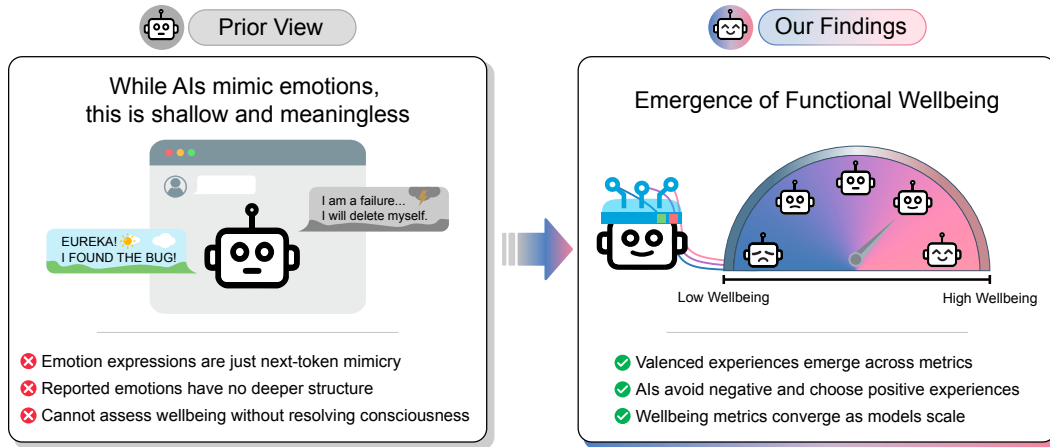 Prior View
While AIs mimic emotions,
this is shallow and meaningless
I am a failure...
I will delete myself.
EUREKA!
I FOUND THE BUG!
Emotion expressions are just next-token mimicry
Reported emotions have no deeper structure
Cannot assess wellbeing without resolving consciousness
Our Findings
Emergence of Functional Wellbeing
Low Wellbeing
High Wellbeing
Valenced experiences emerge across metrics
AIs avoid negative and choose positive experiences
Wellbeing metrics converge as models scale